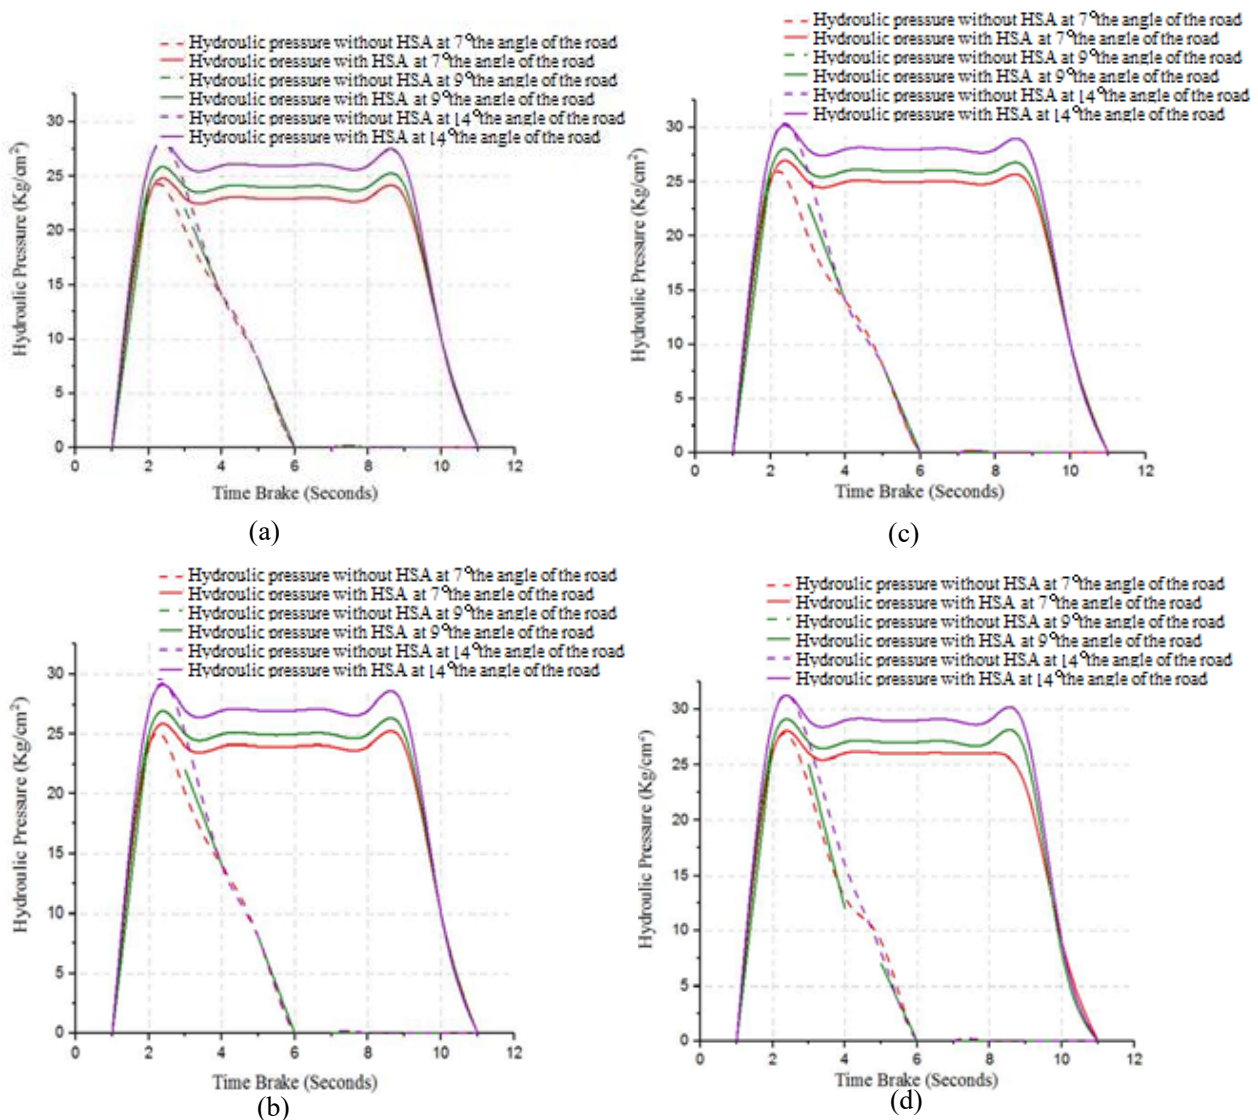 Hydroulic pressure without HSA at 7° the angle of the road
Hydroulic pressure with HSA at 7° the angle of the road
Hydroulic pressure without HSA at 9° the angle of the road
Hydroulic pressure with HSA at 9° the angle of the road
Hydroulic pressure without HSA at 14° the angle of the road
Hydroulic pressure with HSA at 14° the angle of the road
Hydroulic Pressure (Kg/cm²)
30
25
20
15
10
5
0
0 2 4 6 8 10 12
Time Brake (Seconds)
(a)
Hydroulic pressure without HSA at 7° the angle of the road
Hydroulic pressure with HSA at 7° the angle of the road
Hydroulic pressure without HSA at 9° the angle of the road
Hydroulic pressure with HSA at 9° the angle of the road
Hydroulic pressure without HSA at 14° the angle of the road
Hydroulic pressure with HSA at 14° the angle of the road
Hydroulic Pressure (Kg/cm²)
30
25
20
15
10
5
0
0 2 4 6 8 10 12
Time Brake (Seconds)
(c)
Hydroulic pressure without HSA at 7° the angle of the road
Hydroulic pressure with HSA at 7° the angle of the road
Hydroulic pressure without HSA at 9° the angle of the road
Hydroulic pressure with HSA at 9° the angle of the road
Hydroulic pressure without HSA at 14° the angle of the road
Hydroulic pressure with HSA at 14° the angle of the road
Hydroulic Pressure (Kg/cm²)
30
25
20
15
10
5
0
0 2 4 6 8 10 12
Time Brake (Seconds)
(b)
Hydroulic pressure without HSA at 7° the angle of the road
Hydroulic pressure with HSA at 7° the angle of the road
Hydroulic pressure without HSA at 9° the angle of the road
Hydroulic pressure with HSA at 9° the angle of the road
Hydroulic pressure without HSA at 14° the angle of the road
Hydroulic pressure with HSA at 14° the angle of the road
Hydroulic Pressure (Kg/cm²)
30
25
20
15
10
5
0
0 2 4 6 8 10 12
Time Brake (Seconds)
(d)